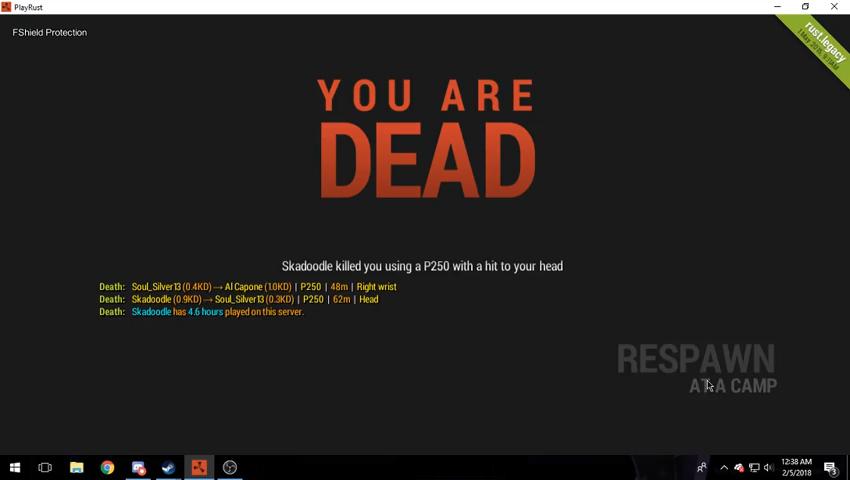 PlayRust
FShield Protection
rust.legacy
YOU ARE
DEAD
Skadoodle killed you using a P250 with a hit to your head
Death: Soul_Silver13 (0.4KD) → Al Capone (1.0KD) | P250 | 48m | Right wrist
Death: Skadoodle (0.9KD) → Soul_Silver13 (0.3KD) | P250 | 62m | Head
Death: Skadoodle has 4.6 hours played on this server.
RESPAWN
AT A CAMP
12:38 AM
2/5/2018
3